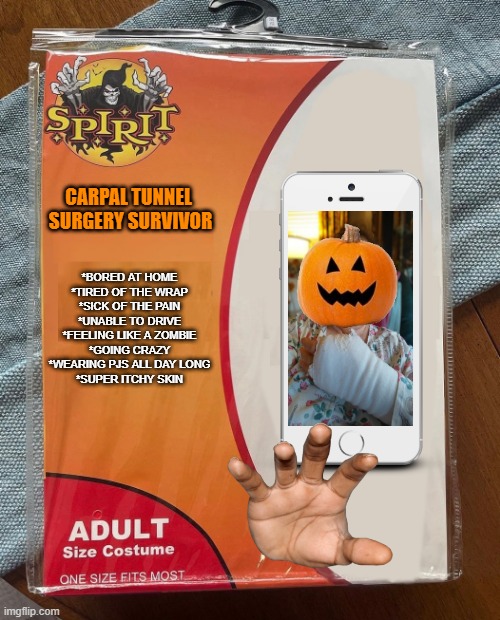 SPIRIT
CARPAL TUNNEL
SURGERY SURVIVOR
*BORED AT HOME
*TIRED OF THE WRAP
*SICK OF THE PAIN
*UNABLE TO DRIVE
*FEELING LIKE A ZOMBIE
*GOING CRAZY
*WEARING PJS ALL DAY LONG
*SUPER ITCHY SKIN
ADULT
Size Costume
ONE SIZE FITS MOST
imgflip.com